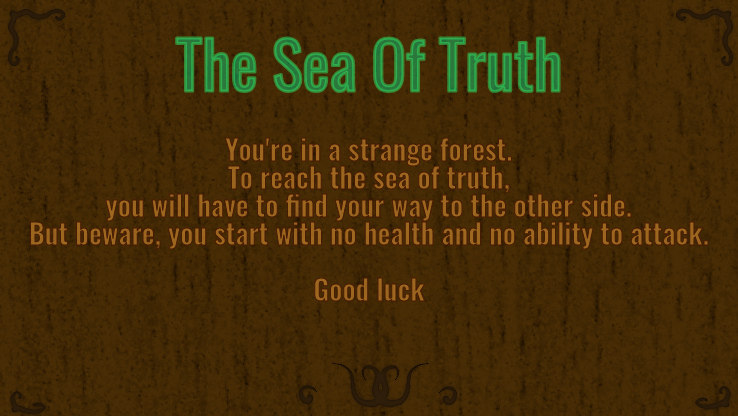 The Sea Of Truth
You're in a strange forest.
To reach the sea of truth,
you will have to find your way to the other side.
But beware, you start with no health and no ability to attack.
Good luck